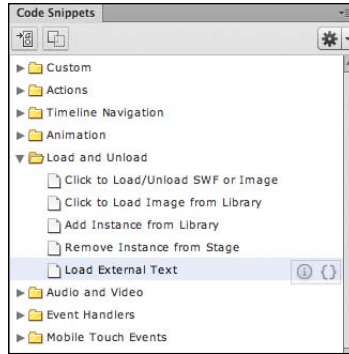 Code Snippets
Custom
Actions
Timeline Navigation
Animation
Load and Unload
Click to Load/Unload SWF or Image
Click to Load Image from Library
Add Instance from Library
Remove Instance from Stage
Load External Text
Audio and Video
Event Handlers
Mobile Touch Events